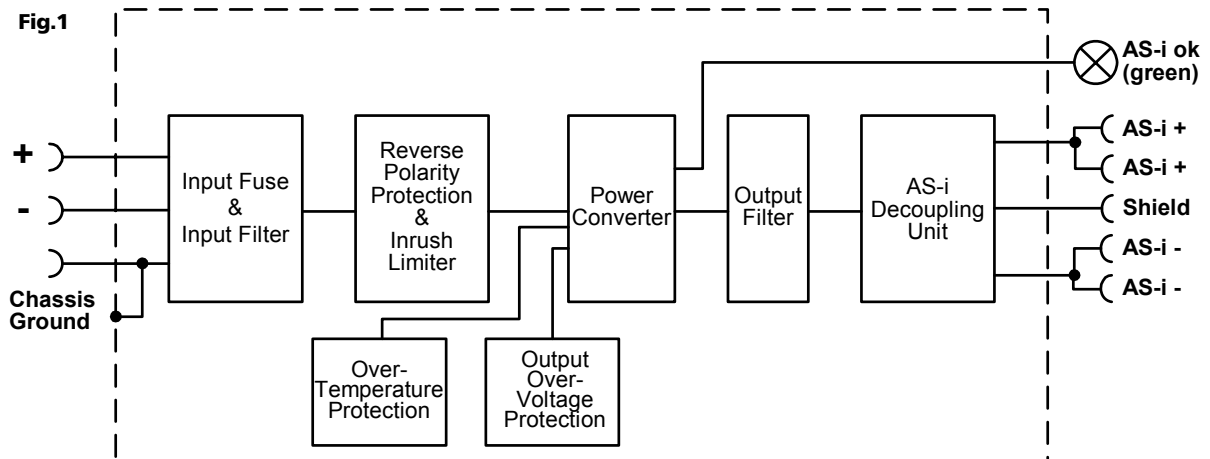 Fig.1
AS-i ok
(green)
+
-
Chassis
Ground
Input Fuse
&
Input Filter
Reverse
Polarity
Protection
&
Inrush
Limiter
Power
Converter
Output
Filter
AS-i
Decoupling
Unit
AS-i +
AS-i +
Shield
AS-i -
AS-i -
Over-
Temperature
Protection
Output
Over-
Voltage
Protection